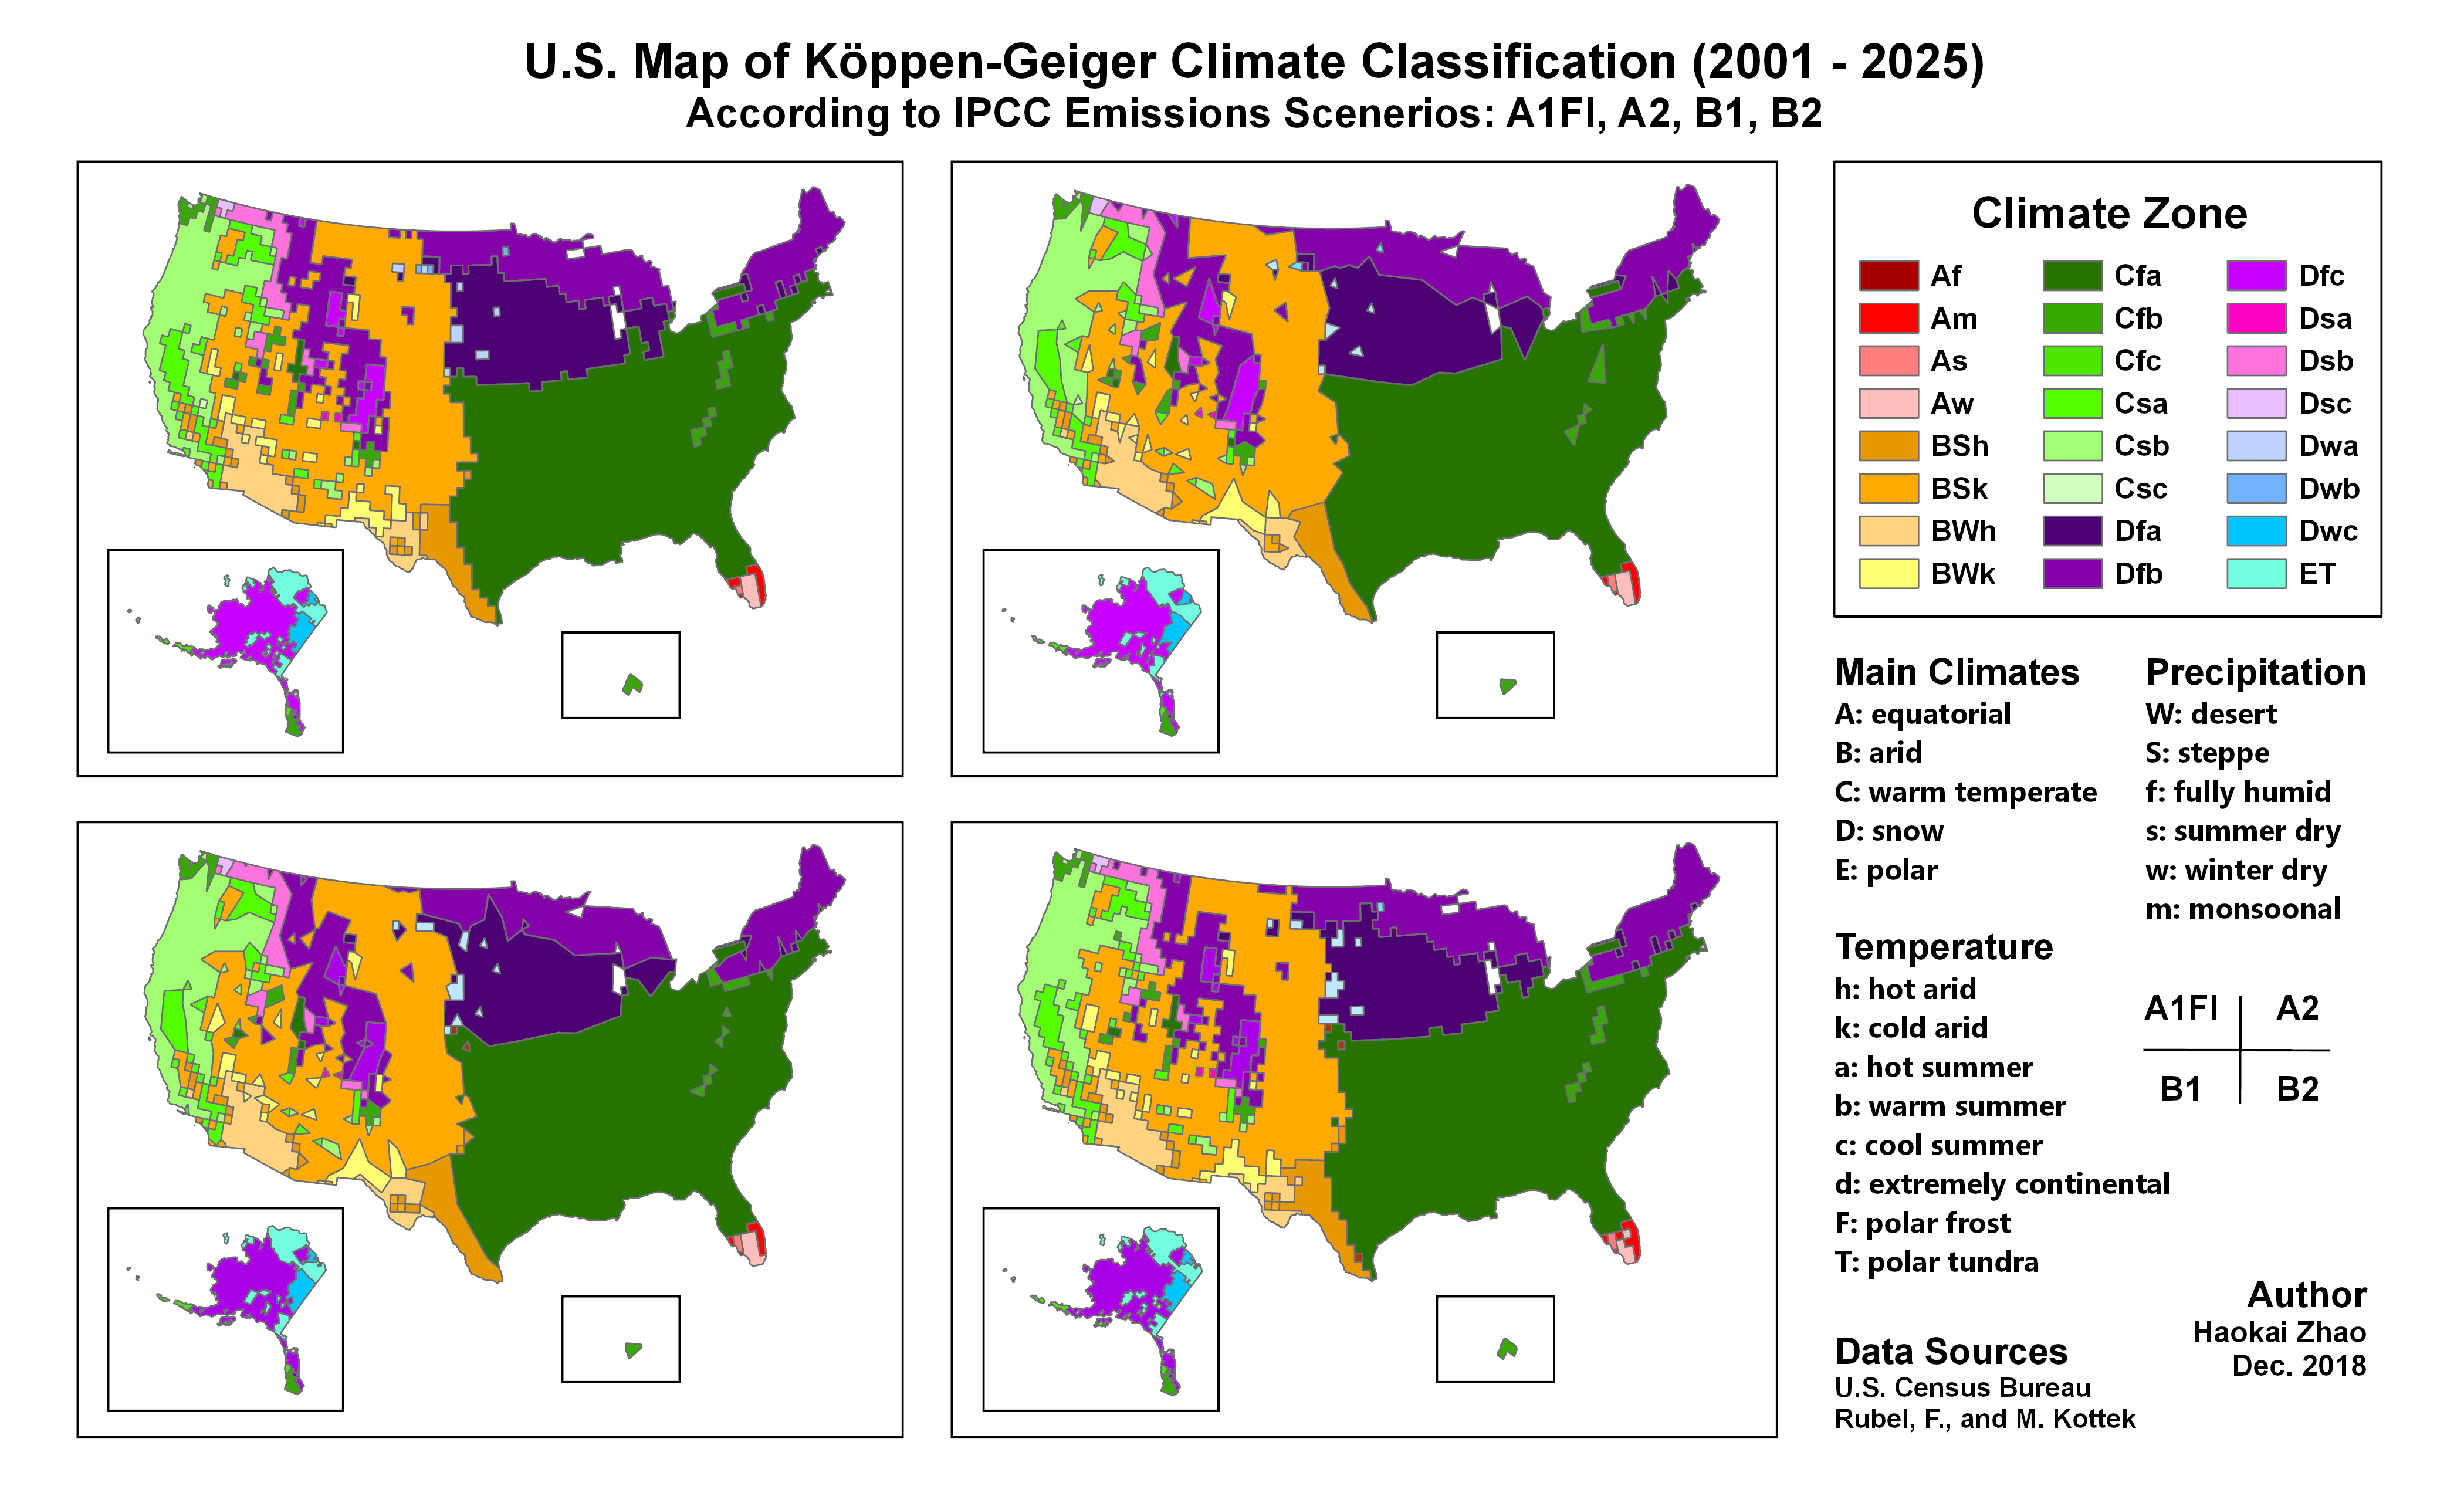 U.S. Map of Köppen-Geiger Climate Classification (2001 - 2025)
According to IPCC Emissions Scenerios: A1FI, A2, B1, B2
Climate Zone
Af
Am
As
Aw
BSh
BSk
BWh
BWk
Cfa
Cfb
Cfc
Csa
Csb
Csc
Dfa
Dfb
Dfc
Dsa
Dsb
Dsc
Dwa
Dwb
Dwc
ET
Main Climates
A: equatorial
B: arid
C: warm temperate
D: snow
E: polar
Precipitation
W: desert
S: steppe
f: fully humid
s: summer dry
w: winter dry
m: monsoonal
Temperature
h: hot arid
k: cold arid
a: hot summer
b: warm summer
c: cool summer
d: extremely continental
F: polar frost
T: polar tundra
A1FI A2
B1 B2
Author
Haokai Zhao
Dec. 2018
Data Sources
U.S. Census Bureau
Rubel, F., and M. Kottek